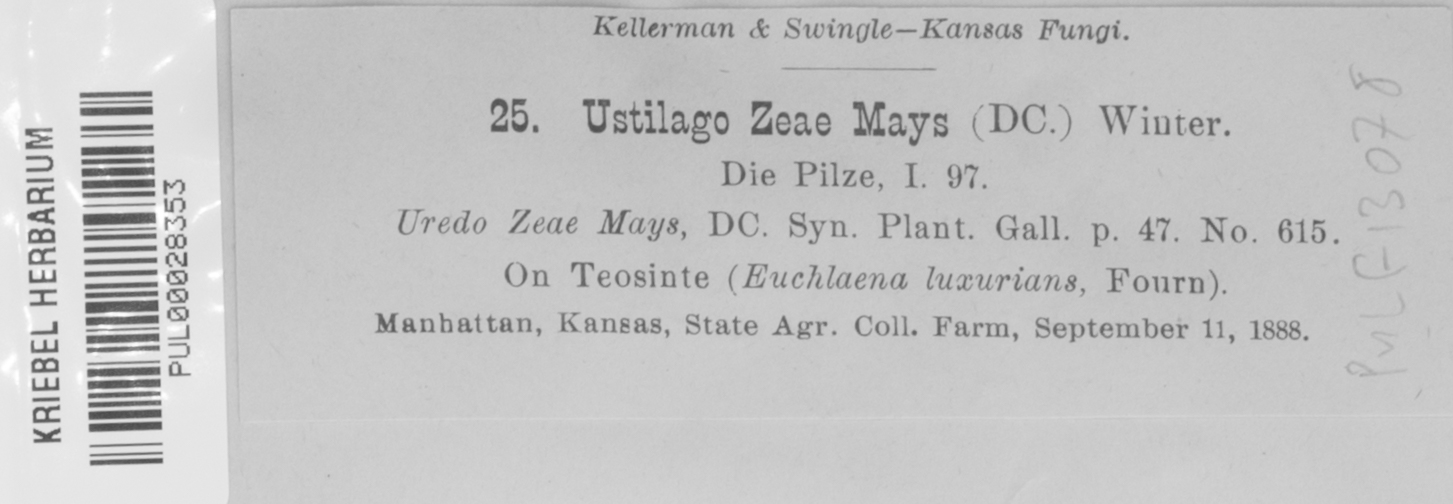 KRIEBEL HERBARIUM
PUL00028353
Kellerman & Swingle—Kansas Fungi.
25. Ustilago Zeae Mays (DC.) Winter.
Die Pilze, I. 97.
Uredo Zeae Mays, DC. Syn. Plant. Gall. p. 47. No. 615.
On Teosinte (Euchlaena luxurians, Fourn).
Manhattan, Kansas, State Agr. Coll. Farm, September 11, 1888.
PULF13078